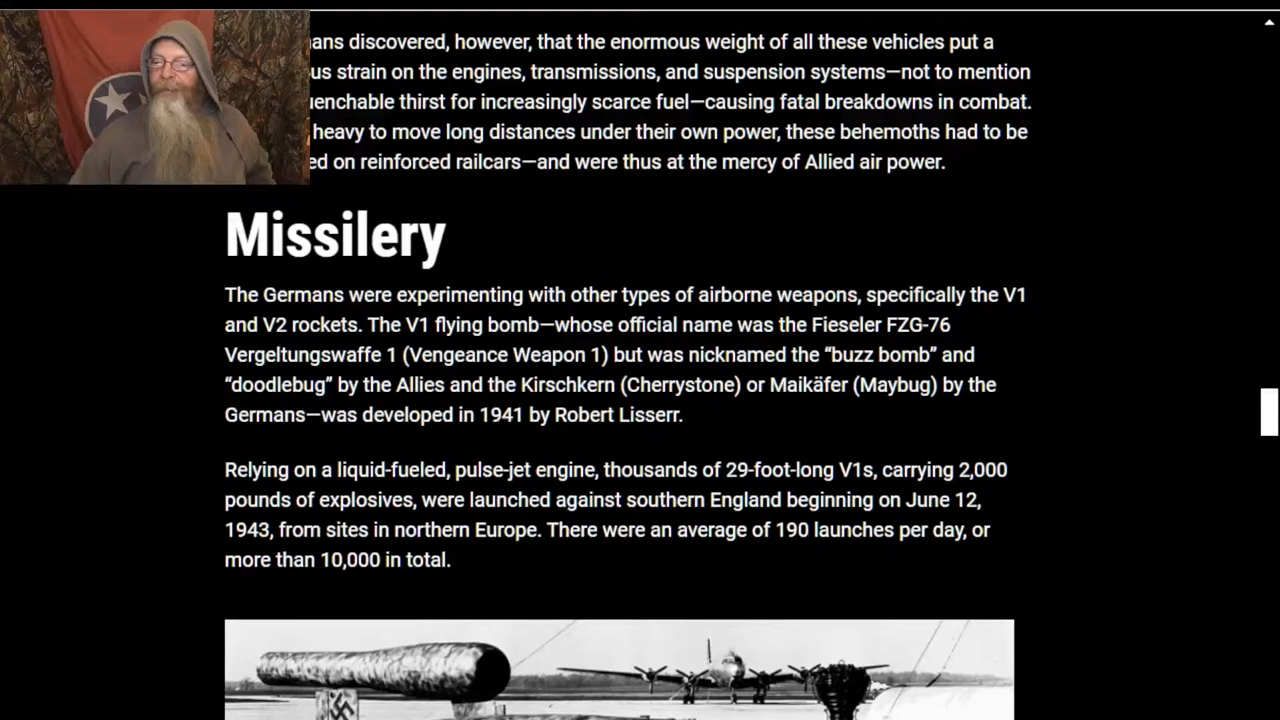 ans discovered, however, that the enormous weight of all these vehicles put a
us strain on the engines, transmissions, and suspension systems—not to mention
uenchable thirst for increasingly scarce fuel—causing fatal breakdowns in combat.
heavy to move long distances under their own power, these behemoths had to be
ed on reinforced railcars—and were thus at the mercy of Allied air power.
Missilery
The Germans were experimenting with other types of airborne weapons, specifically the V1
and V2 rockets. The V1 flying bomb—whose official name was the Fieseler FZG-76
Vergeltungswaffe 1 (Vengeance Weapon 1) but was nicknamed the “buzz bomb” and
“doodlebug” by the Allies and the Kirschkern (Cherrystone) or Maikäfer (Maybug) by the
Germans—was developed in 1941 by Robert Lisserr.
Relying on a liquid-fueled, pulse-jet engine, thousands of 29-foot-long V1s, carrying 2,000
pounds of explosives, were launched against southern England beginning on June 12,
1943, from sites in northern Europe. There were an average of 190 launches per day, or
more than 10,000 in total.